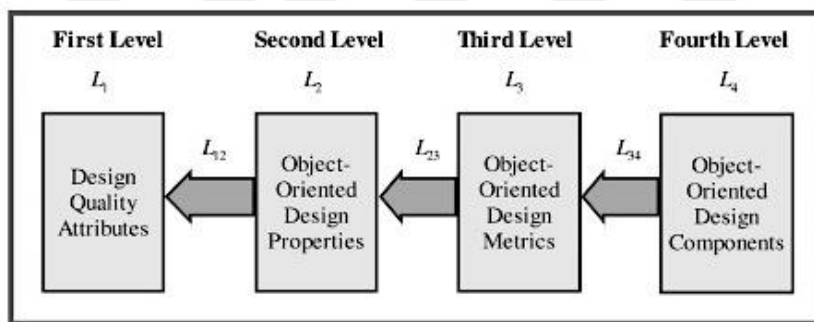 First Level
Second Level
Third Level
Fourth Level
L1
L2
L3
L4
L12
L23
L34
Design
Quality
Attributes
Object-
Oriented
Design
Properties
Object-
Oriented
Design
Metrics
Object-
Oriented
Design
Components